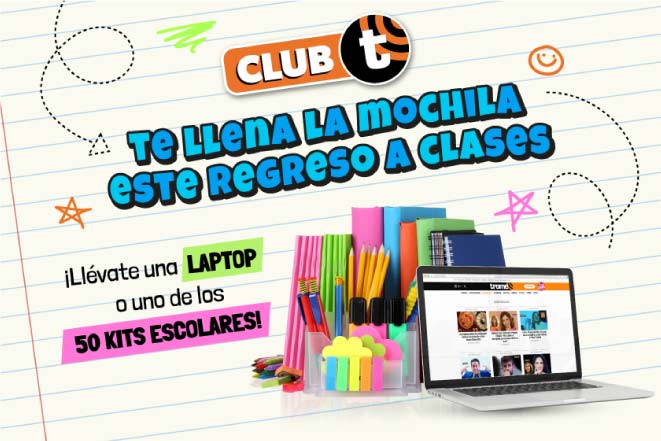 CLUB t
Te LLena La mochila
este Regreso a clases
¡Llévate una LAPTOP
o uno de los
50 KITS ESCOLARES!
trome